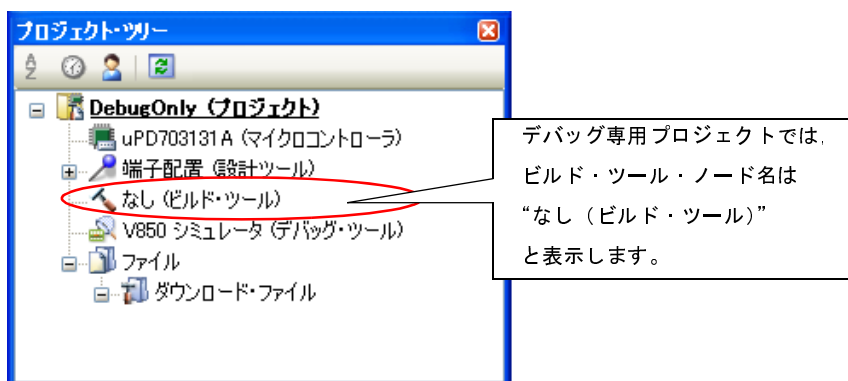 プロジェクト・ツリー
DebugOnly (プロジェクト)
uPD703131A (マイクロコントローラ)
端子配置 (設計ツール)
なし (ビルド・ツール)
V850 シミュレータ (デバッグ・ツール)
ファイル
ダウンロード・ファイル
デバッグ専用プロジェクトでは,
ビルド・ツール・ノード名は
“なし（ビルド・ツール）”
と表示します。